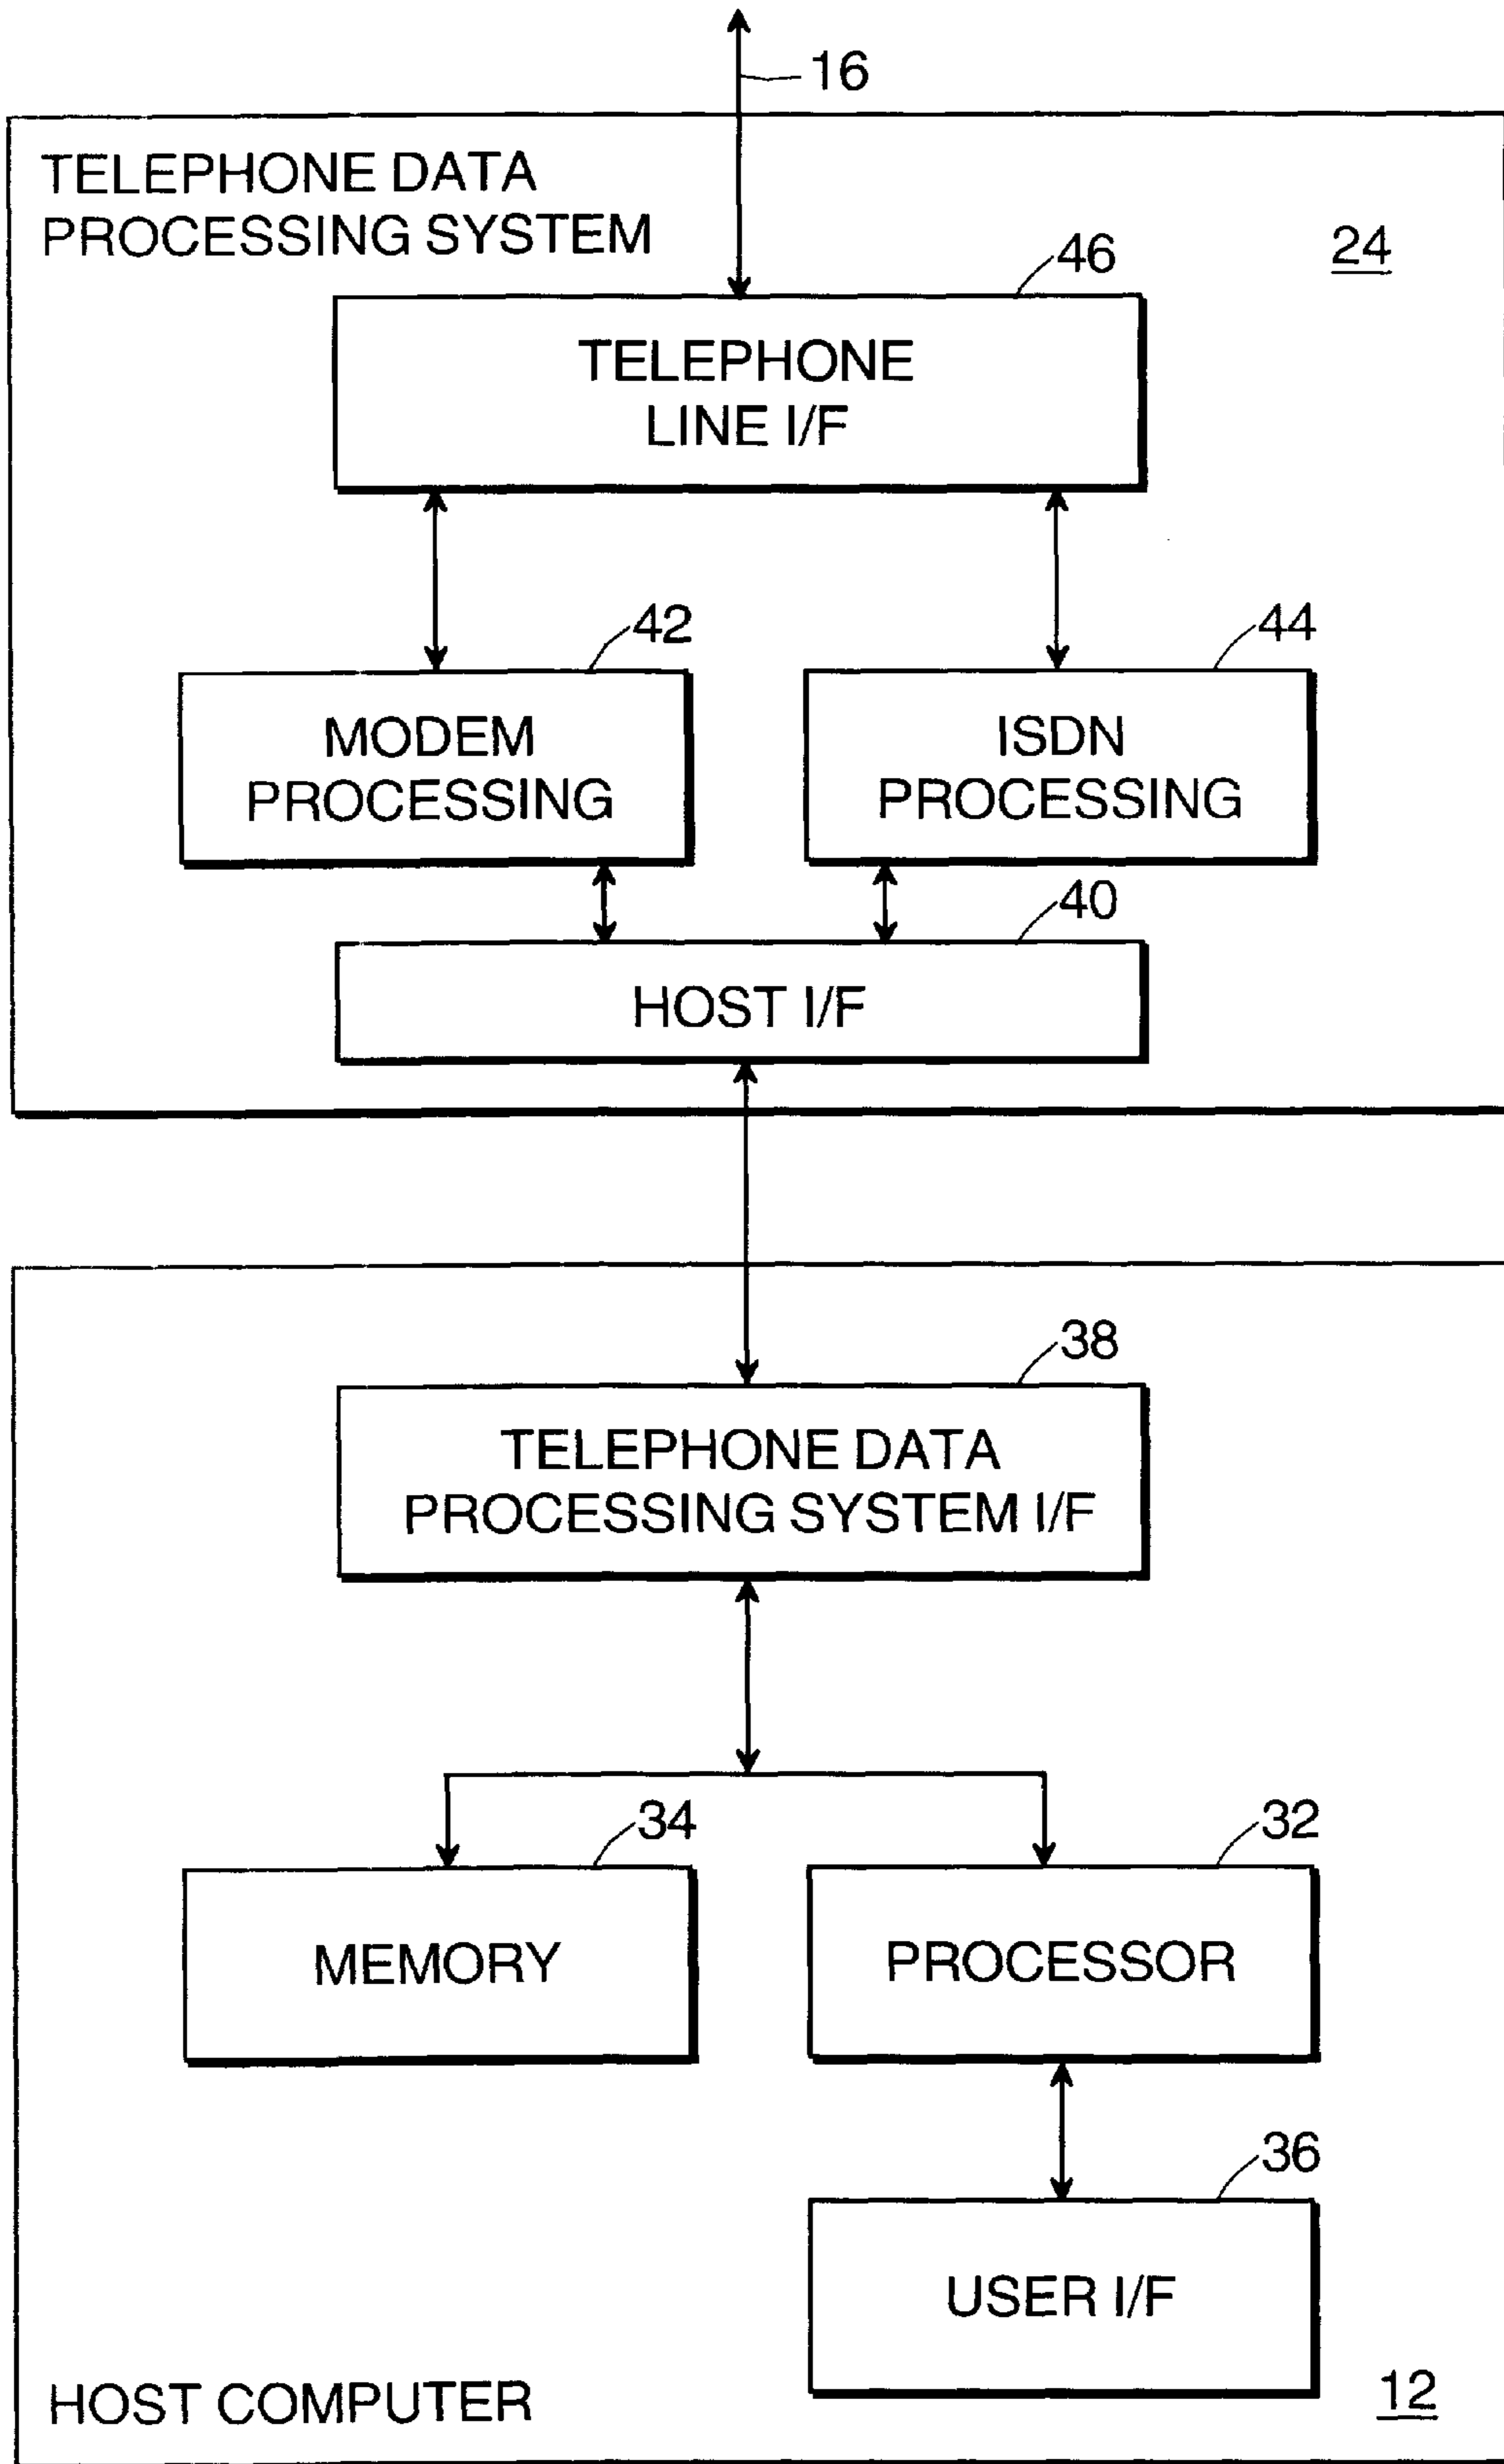 16
TELEPHONE DATA
PROCESSING SYSTEM
24
46
TELEPHONE
LINE I/F
42
44
MODEM
PROCESSING
ISDN
PROCESSING
40
HOST I/F
38
TELEPHONE DATA
PROCESSING SYSTEM I/F
34
32
MEMORY
PROCESSOR
36
USER I/F
HOST COMPUTER
12